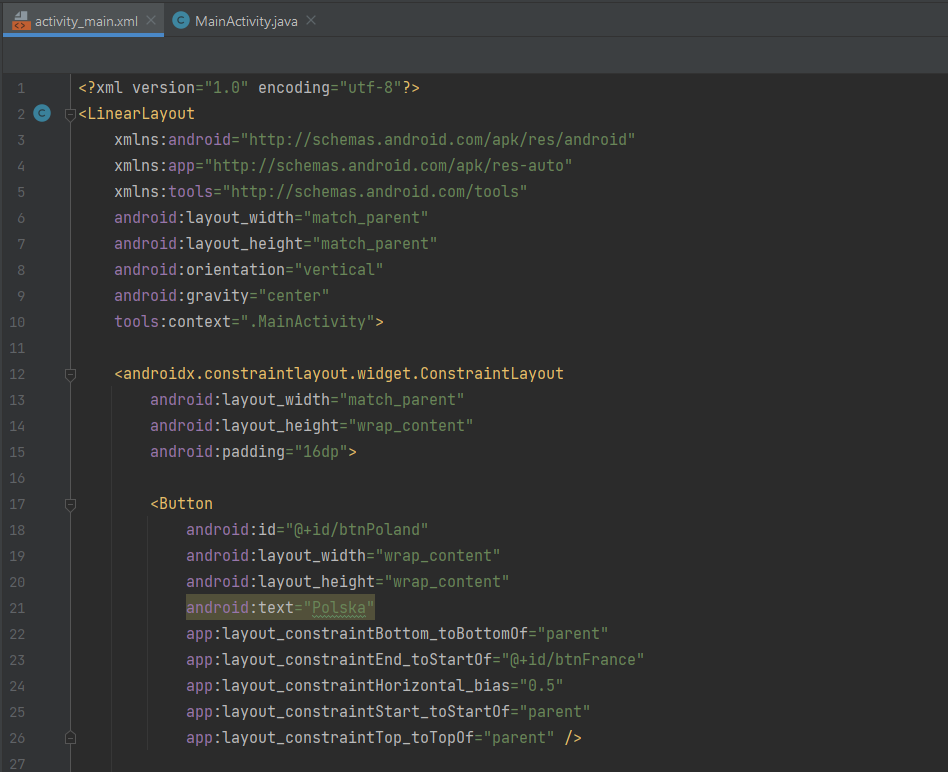 activity_main.xml
MainActivity.java
1 <?xml version="1.0" encoding="utf-8"?>
2 <LinearLayout
3 xmlns:android="http://schemas.android.com/apk/res/android"
4 xmlns:app="http://schemas.android.com/apk/res-auto"
5 xmlns:tools="http://schemas.android.com/tools"
6 android:layout_width="match_parent"
7 android:layout_height="match_parent"
8 android:orientation="vertical"
9 android:gravity="center"
10 tools:context=".MainActivity">
11
12 <androidx.constraintlayout.widget.ConstraintLayout
13 android:layout_width="match_parent"
14 android:layout_height="wrap_content"
15 android:padding="16dp">
16
17 <Button
18 android:id="@+id/btnPoland"
19 android:layout_width="wrap_content"
20 android:layout_height="wrap_content"
21 android:text="Polska"
22 app:layout_constraintBottom_toBottomOf="parent"
23 app:layout_constraintEnd_toStartOf="@+id/btnFrance"
24 app:layout_constraintHorizontal_bias="0.5"
25 app:layout_constraintStart_toStartOf="parent"
26 app:layout_constraintTop_toTopOf="parent" />
27